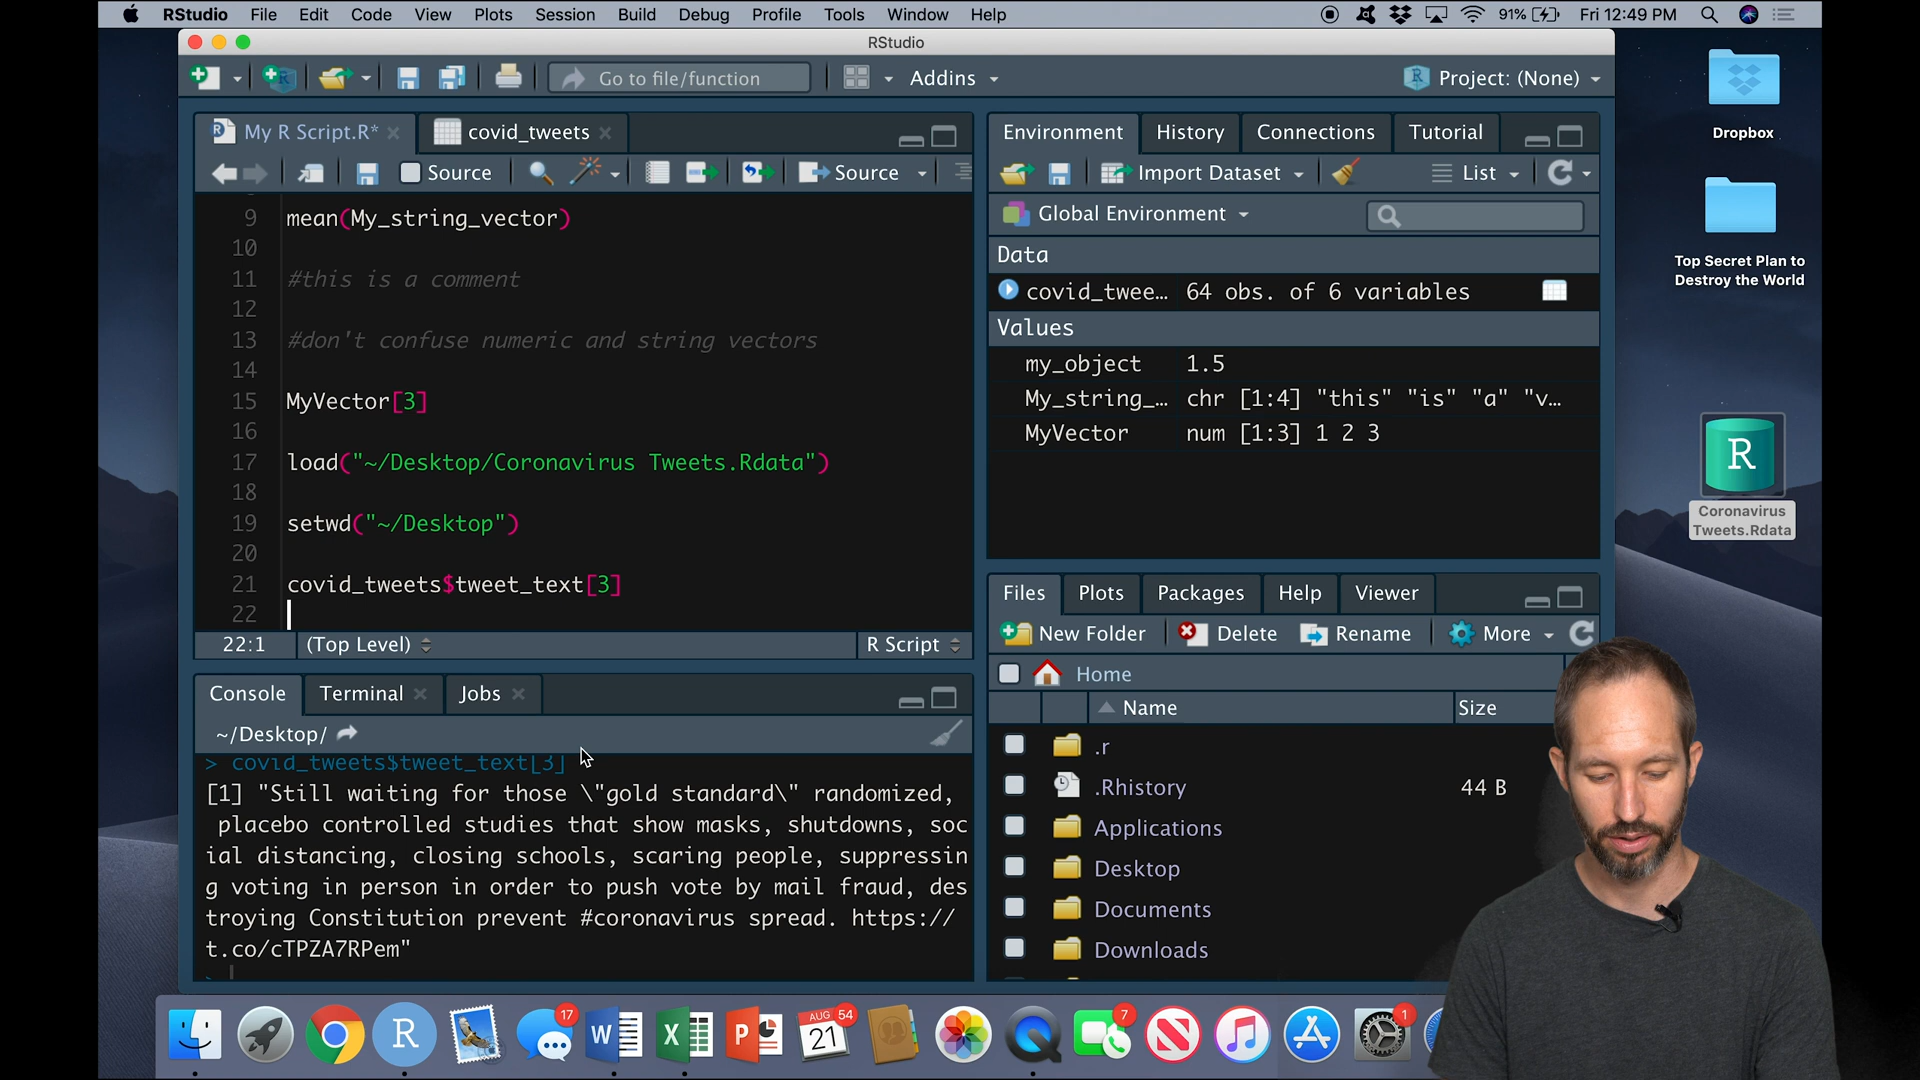 RStudio File Edit Code View Plots Session Build Debug Profile Tools Window Help 91% Fri 12:49 PM
RStudio
Go to file/function Addins Project: (None)
My R Script.R* covid_tweets
Source Source
9 mean(My_string_vector)
10
11 #this is a comment
12
13 #don't confuse numeric and string vectors
14
15 MyVector[3]
16
17 load("~/Desktop/Coronavirus Tweets.Rdata")
18
19 setwd("~/Desktop")
20
21 covid_tweets$tweet_text[3]
22
22:1 (Top Level) R Script
Console Terminal Jobs
~/Desktop/
> covid_tweets$tweet_text[3]
[1] "Still waiting for those \"gold standard\" randomized,
placebo controlled studies that show masks, shutdowns, soc
ial distancing, closing schools, scaring people, suppressin
g voting in person in order to push vote by mail fraud, des
troying Constitution prevent #coronavirus spread. https://
t.co/cTPZA7RPem"
Environment History Connections Tutorial
Import Dataset List
Global Environment
Data
covid_twee… 64 obs. of 6 variables
Values
my_object 1.5
My_string_… chr [1:4] "this" "is" "a" "v…
MyVector num [1:3] 1 2 3
Files Plots Packages Help Viewer
New Folder Delete Rename More
Home
Name Size
.r
.Rhistory 44 B
Applications
Desktop
Documents
Downloads
Dropbox
Top Secret Plan to
Destroy the World
R
Coronavirus
Tweets.Rdata
R 17 W X P AUG 54
21
7 N 1